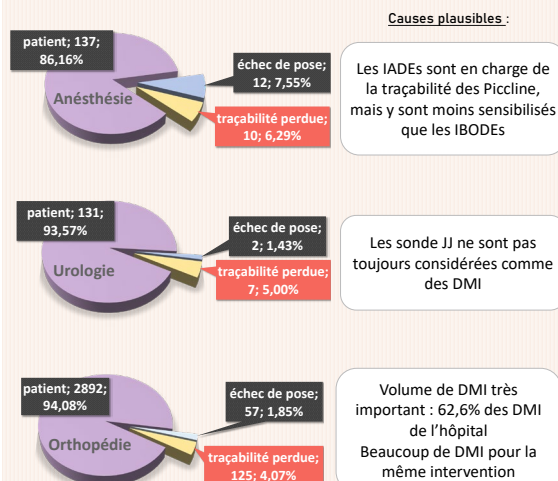 Causes plausibles :
patient; 137;
86,16%
échec de pose;
12; 7,55%
Anésthésie
traçabilité perdue;
10; 6,29%
Les IADEs sont en charge de
la traçabilité des Piccline,
mais y sont moins sensibilisés
que les IBODEs
patient; 131;
93,57%
échec de pose;
2; 1,43%
Urologie
traçabilité perdue;
7; 5,00%
Les sonde JJ ne sont pas
toujours considérées comme
des DMI
patient; 2892;
94,08%
échec de pose;
57; 1,85%
Orthopédie
traçabilité perdue;
125; 4,07%
Volume de DMI très
important : 62,6% des DMI
de l’hôpital
Beaucoup de DMI pour la
même intervention